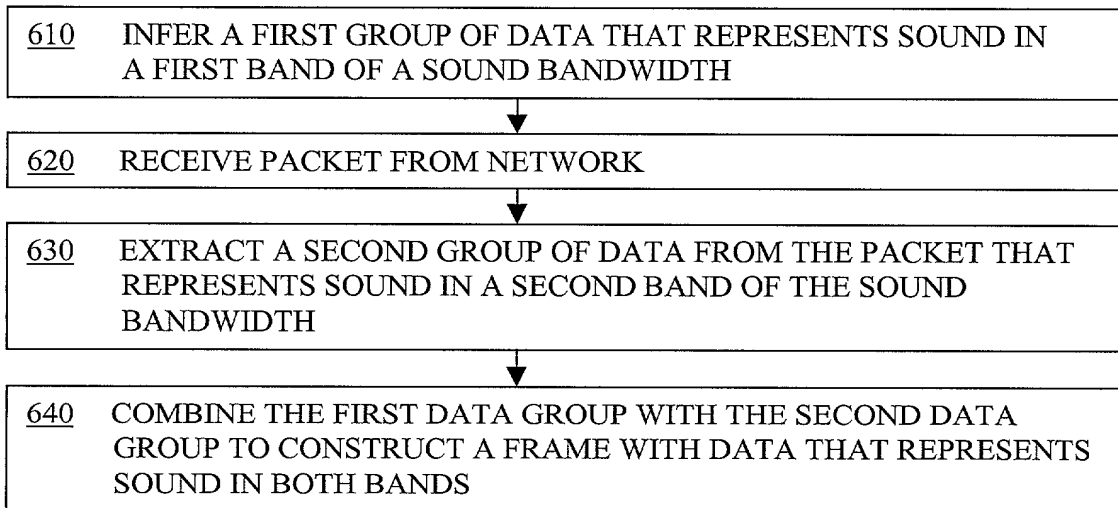 610 INFER A FIRST GROUP OF DATA THAT REPRESENTS SOUND IN
A FIRST BAND OF A SOUND BANDWIDTH
620 RECEIVE PACKET FROM NETWORK
630 EXTRACT A SECOND GROUP OF DATA FROM THE PACKET THAT
REPRESENTS SOUND IN A SECOND BAND OF THE SOUND
BANDWIDTH
640 COMBINE THE FIRST DATA GROUP WITH THE SECOND DATA
GROUP TO CONSTRUCT A FRAME WITH DATA THAT REPRESENTS
SOUND IN BOTH BANDS